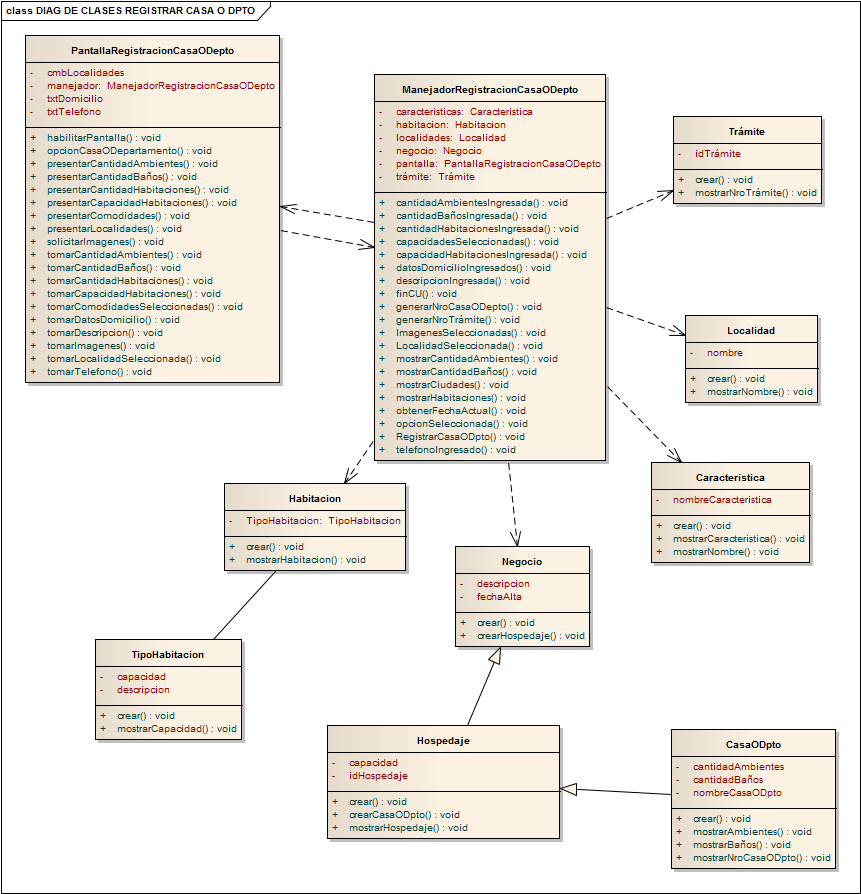 class DIAG DE CLASES REGISTRAR CASA O DPTO
PantallaRegistracionCasaODepto
- cmbLocalidades
- manejador: ManejadorRegistracionCasaODepto
- txtDomicilio
- txtTelefono
+ habilitarPantalla() : void
+ opcionCasaODepartamento() : void
+ presentarCantidadAmbientes() : void
+ presentarCantidadBaños() : void
+ presentarCantidadHabitaciones() : void
+ presentarCapacidadHabitaciones() : void
+ presentarComodidades() : void
+ presentarLocalidades() : void
+ solicitarImagenes() : void
+ tomarCantidadAmbientes() : void
+ tomarCantidadBaños() : void
+ tomarCantidadHabitaciones() : void
+ tomarCapacidadHabitaciones() : void
+ tomarComodidadesSeleccionadas() : void
+ tomarDatosDomicilio() : void
+ tomarDescripcion() : void
+ tomarImagenes() : void
+ tomarLocalidadSeleccionada() : void
+ tomarTelefono() : void
ManejadorRegistracionCasaODepto
- caracteristicas: Caracteristica
- habitacion: Habitacion
- localidades: Localidad
- negocio: Negocio
- pantalla: PantallaRegistracionCasaODepto
- trámite: Trámite
+ cantidadAmbientesIngresada() : void
+ cantidadBañosIngresada() : void
+ cantidadHabitacionesIngresada() : void
+ capacidadesSeleccionadas() : void
+ capacidadHabitacionesIngresada() : void
+ datosDomicilioIngresados() : void
+ descripcionIngresada() : void
+ finCU() : void
+ generarNroCasaODepto() : void
+ generarNroTrámite() : void
+ ImagenesSeleccionadas() : void
+ LocalidadSeleccionada() : void
+ mostrarCantidadAmbientes() : void
+ mostrarCantidadBaños() : void
+ mostrarCiudades() : void
+ mostrarHabitaciones() : void
+ obtenerFechaActual() : void
+ opcionSeleccionada() : void
+ RegistrarCasaODpto() : void
+ telefonoIngresado() : void
Trámite
- idTrámite
+ crear() : void
+ mostrarNroTrámite() : void
Localidad
- nombre
+ crear() : void
+ mostrarNombre() : void
Caracteristica
- nombreCaracteristica
+ crear() : void
+ mostrarCaracteristica() : void
+ mostrarNombre() : void
Habitacion
- TipoHabitacion: TipoHabitacion
+ crear() : void
+ mostrarHabitacion() : void
Negocio
- descripcion
- fechaAlta
+ crear() : void
+ crearHospedaje() : void
TipoHabitacion
- capacidad
- descripcion
+ crear() : void
+ mostrarCapacidad() : void
Hospedaje
- capacidad
- idHospedaje
+ crear() : void
+ crearCasaODpto() : void
+ mostrarHospedaje() : void
CasaODpto
- cantidadAmbientes
- cantidadBaños
- nombreCasaODpto
+ crear() : void
+ mostrarAmbientes() : void
+ mostrarBaños() : void
+ mostrarNroCasaODpto() : void